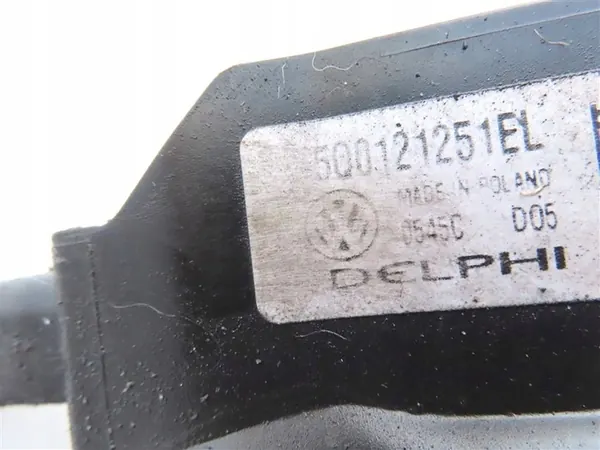 5Q0121251EL
MADE IN POLAND
0545C D05
DELPHI